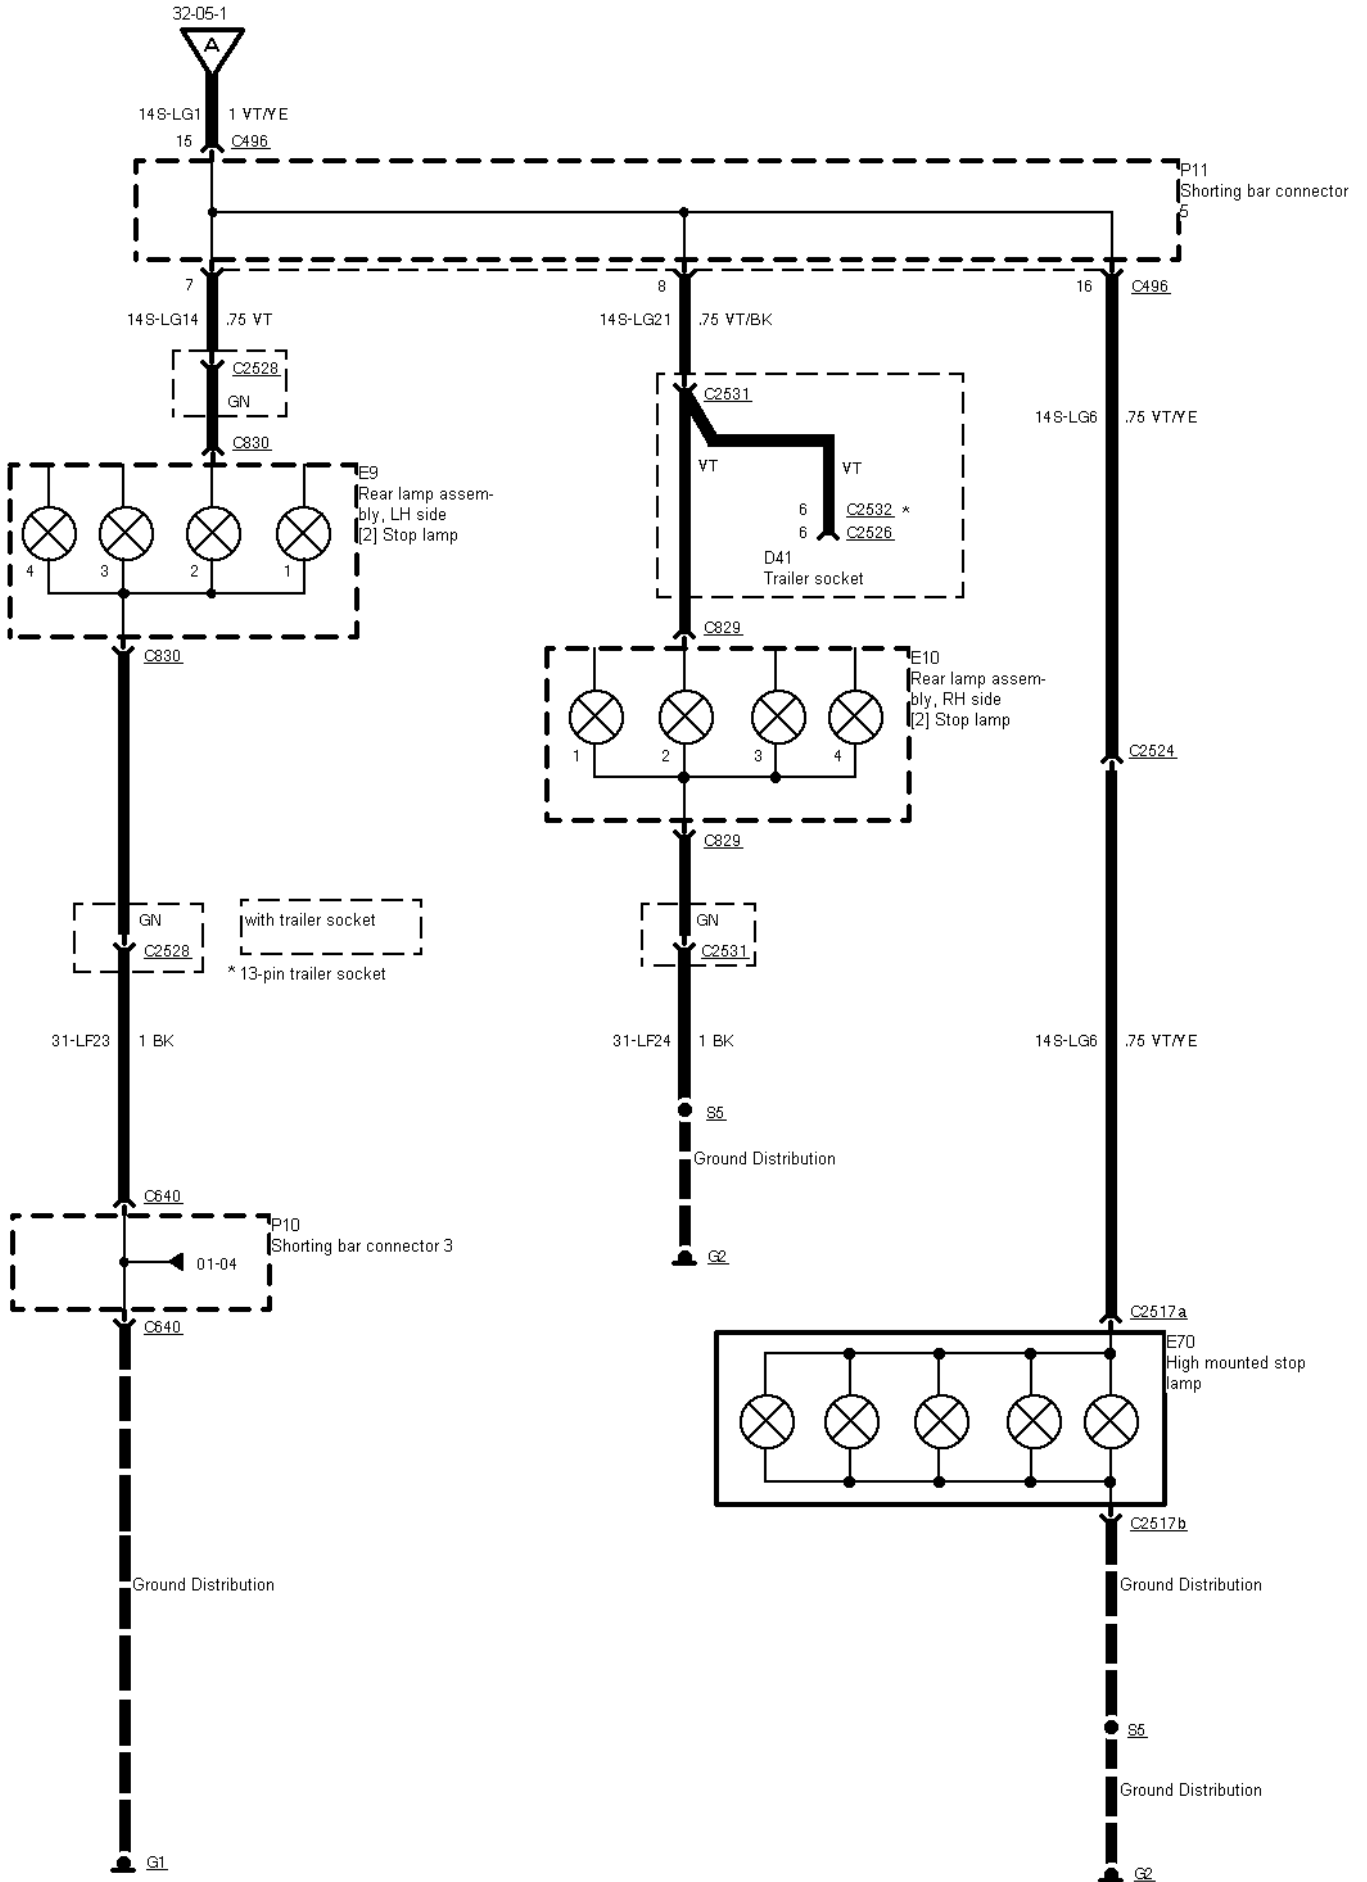 32-05-1
A
14S-LG1 1 VT/YE
15 C496
P11
Shorting bar connector
5
7 8 16 C496
14S-LG14 .75 VT 14S-LG21 .75 VT/BK
C2528
GN
C2531
14S-LG6 .75 VT/YE
C830
VT VT
E9
Rear lamp assem-
bly, LH side
[2] Stop lamp
6 C2532 *
6 C2526
4 3 2 1
D41
Trailer socket
C829
C830
E10
Rear lamp assem-
bly, RH side
[2] Stop lamp
1 2 3 4
C2524
C829
GN with trailer socket GN
C2528 C2531
* 13-pin trailer socket
31-LF23 1 BK 31-LF24 1 BK 14S-LG6 .75 VT/YE
S5
Ground Distribution
C640
P10
Shorting bar connector 3
01-04
G2
C640
C2517a
E70
High mounted stop
lamp
C2517b
Ground Distribution Ground Distribution
S5
Ground Distribution
G1 G2